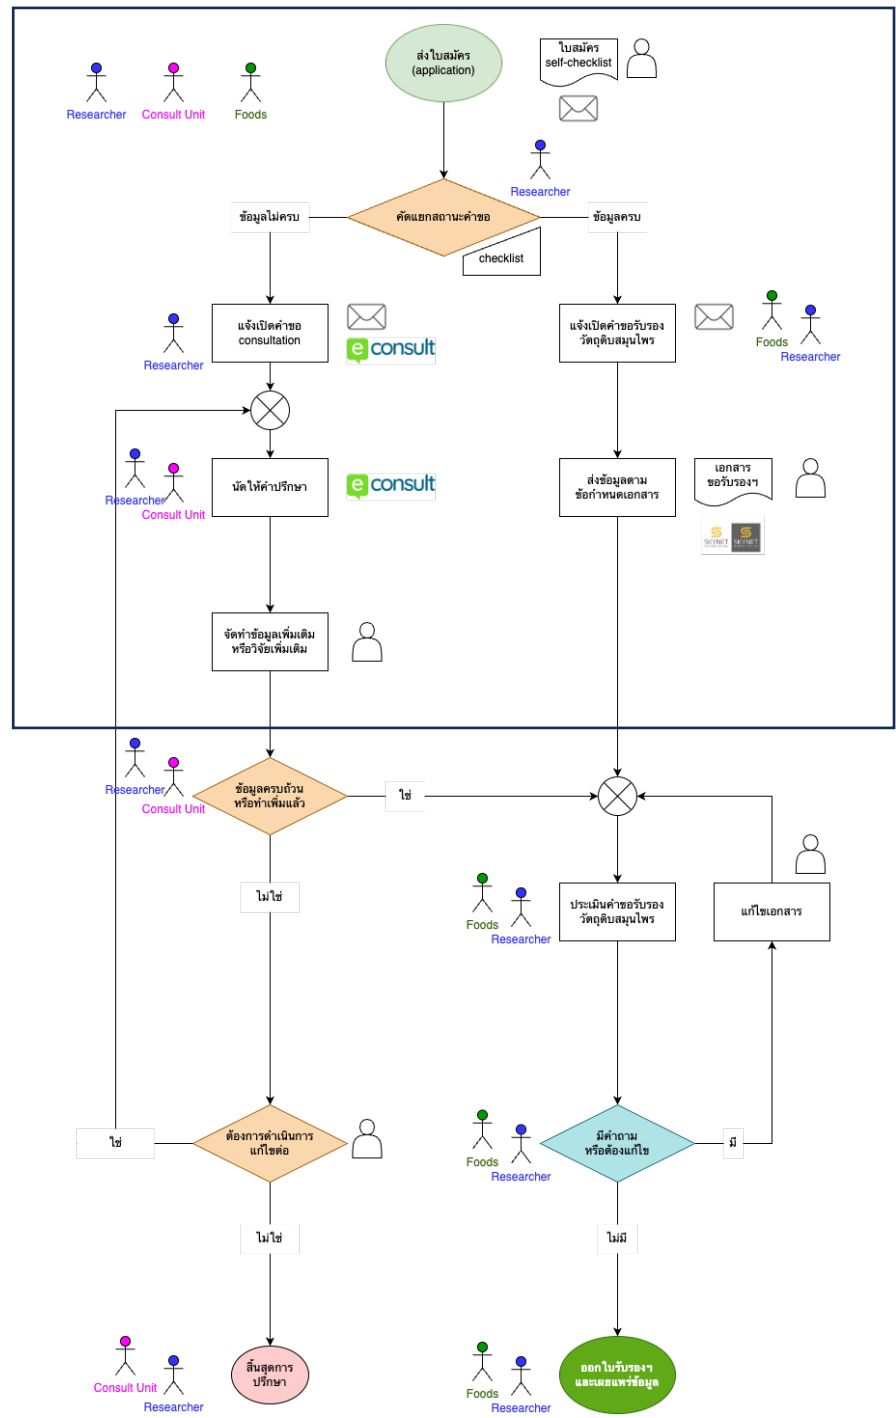 ส่งใบสมัคร
(application)
ใบสมัคร
self-checklist
Researcher
Consult Unit
Foods
Researcher
ข้อมูลไม่ครบ
คัดแยกสถานะคำขอ
ข้อมูลครบ
checklist
แจ้งเปิดคำขอ
consultation
e consult
Researcher
แจ้งเปิดคำขอรับรอง
วัตถุดิบสมุนไพร
Foods
Researcher
นัดให้คำปรึกษา
e consult
Researcher
Consult Unit
ส่งข้อมูลตาม
ข้อกำหนดเอกสาร
เอกสาร
ขอรับรองฯ
SKYNET
SKYNET
จัดทำข้อมูลเพิ่มเติม
หรือวิจัยเพิ่มเติม
Researcher
Consult Unit
ข้อมูลครบถ้วน
หรือทำเพิ่มแล้ว
ใช่
ไม่ใช่
Foods
Researcher
ประเมินคำขอรับรอง
วัตถุดิบสมุนไพร
แก้ไขเอกสาร
ใช่
ต้องการดำเนินการ
แก้ไขต่อ
Foods
Researcher
มีคำถาม
หรือต้องแก้ไข
มี
ไม่ใช่
ไม่มี
Consult Unit
Researcher
สิ้นสุดการ
ปรึกษา
Foods
Researcher
ออกใบรับรองฯ
และเผยแพร่ข้อมูล